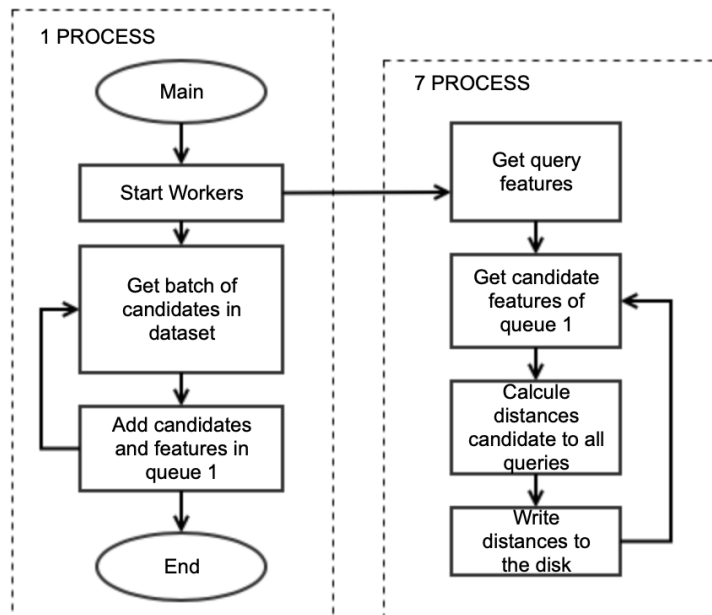 1 PROCESS
Main
Start Workers
Get batch of
candidates in
dataset
Add candidates
and features in
queue 1
End
7 PROCESS
Get query
features
Get candidate
features of
queue 1
Calcule
distances
candidate to all
queries
Write
distances to
the disk